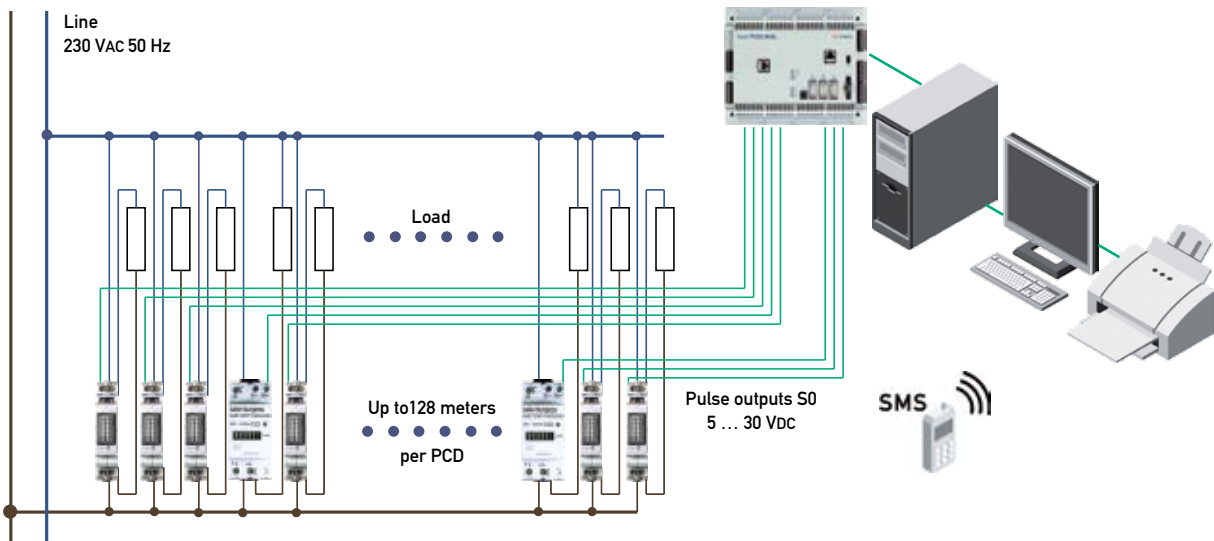 Line
230 VAC 50 Hz
Load
Up to128 meters
per PCD
Pulse outputs S0
5 … 30 VDC
SMS